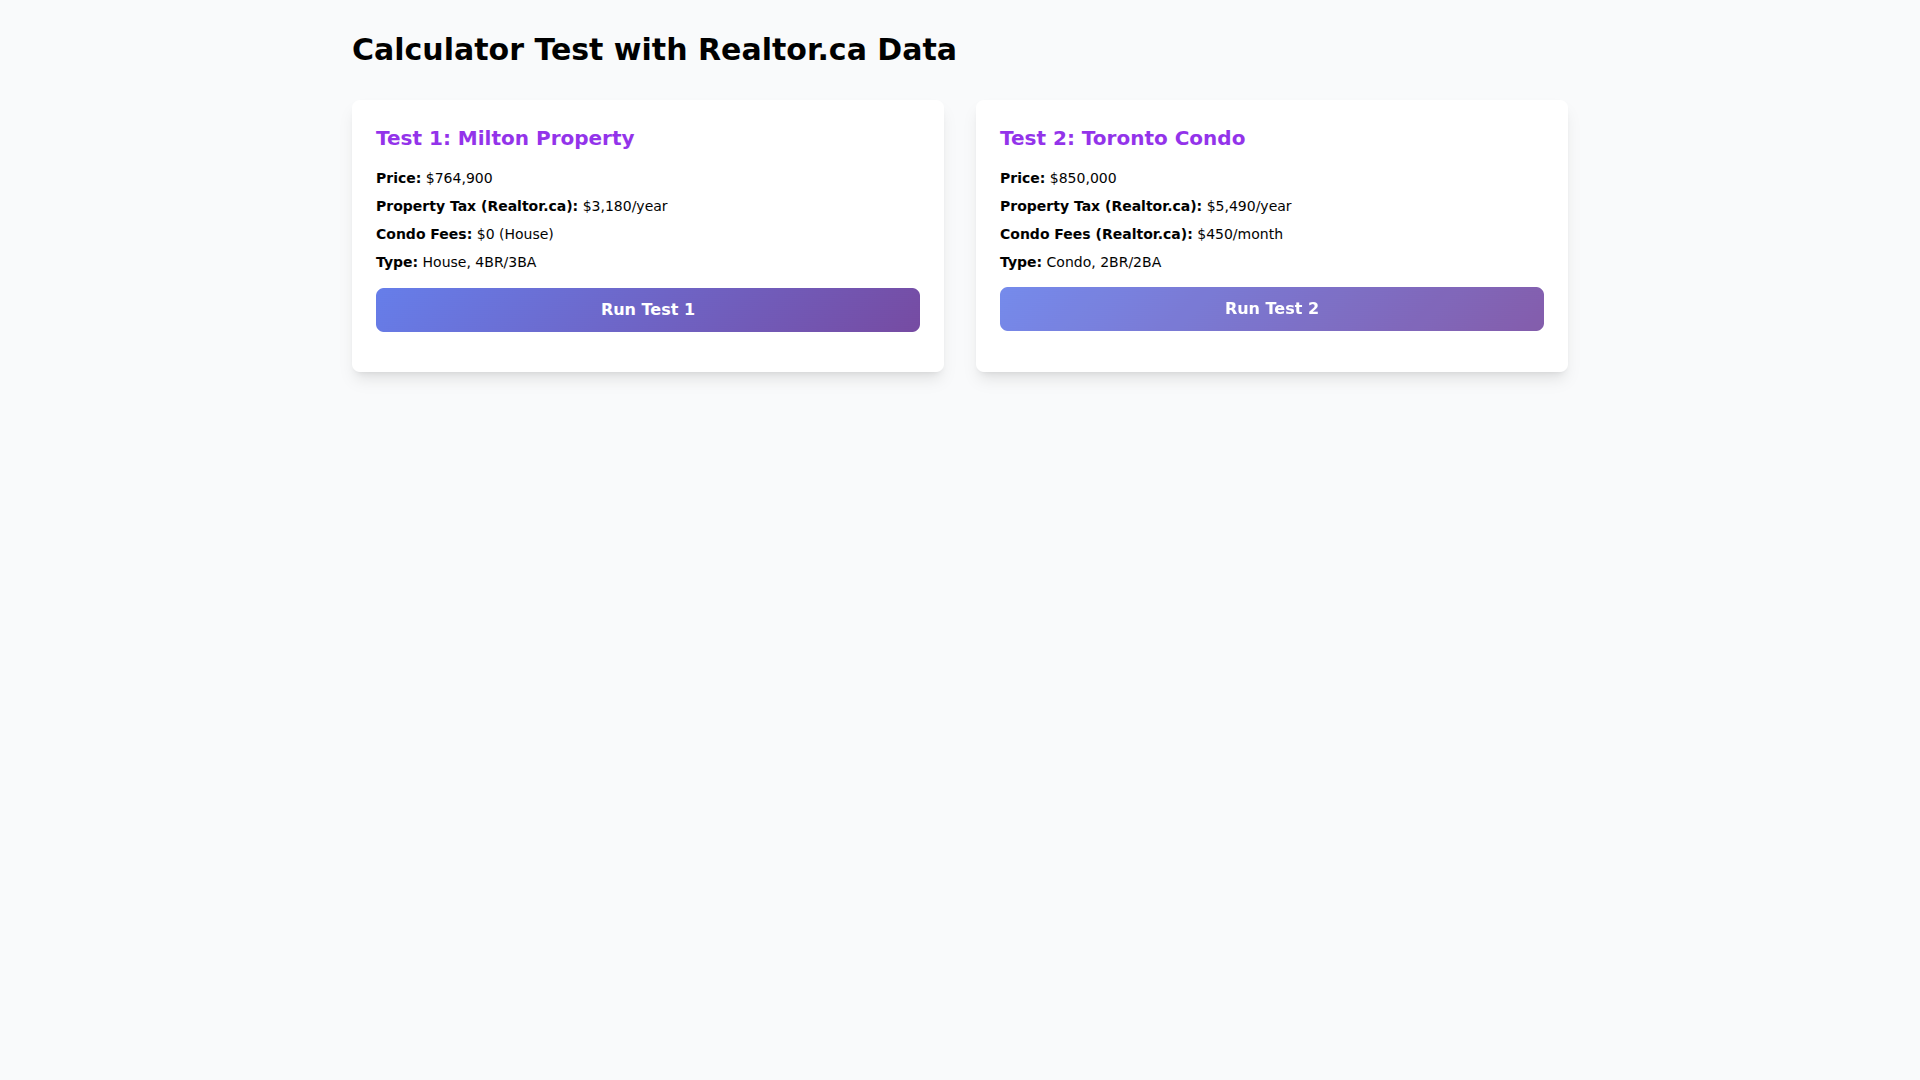 Calculator Test with Realtor.ca Data
Test 1: Milton Property
Price: $764,900
Property Tax (Realtor.ca): $3,180/year
Condo Fees: $0 (House)
Type: House, 4BR/3BA
Run Test 1
Test 2: Toronto Condo
Price: $850,000
Property Tax (Realtor.ca): $5,490/year
Condo Fees (Realtor.ca): $450/month
Type: Condo, 2BR/2BA
Run Test 2